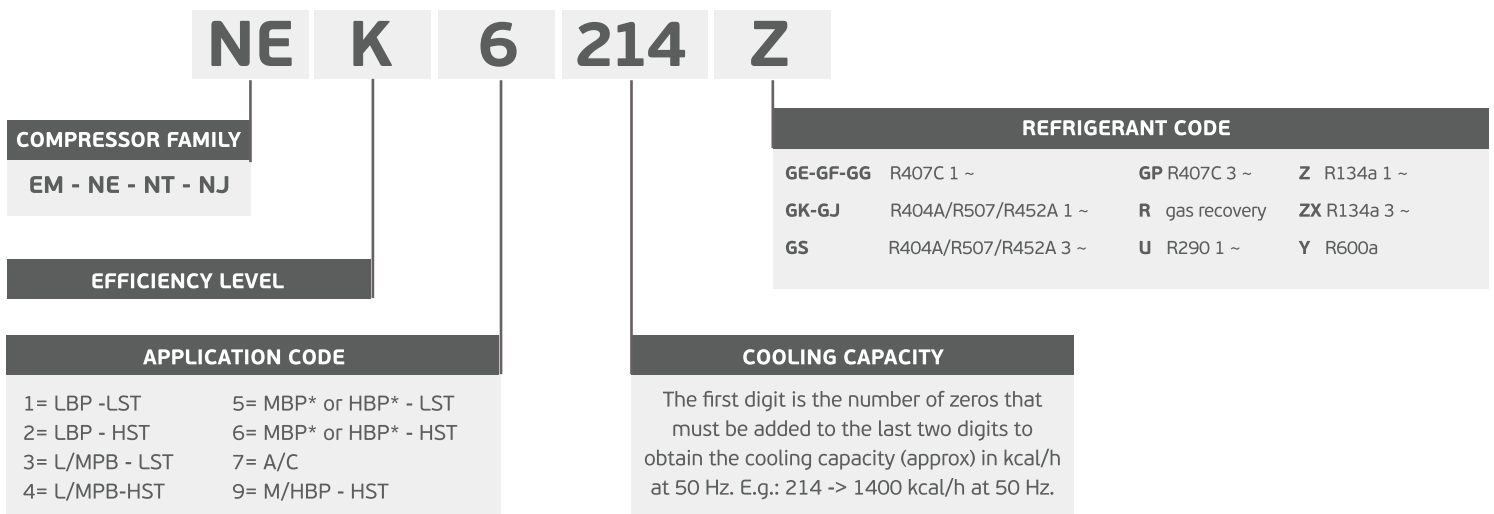 NE K 6 214 Z
COMPRESSOR FAMILY
EM - NE - NT - NJ
EFFICIENCY LEVEL
APPLICATION CODE
1= LBP -LST 5= MBP* or HBP* - LST
2= LBP - HST 6= MBP* or HBP* - HST
3= L/MPB - LST 7= A/C
4= L/MPB-HST 9= M/HBP - HST
COOLING CAPACITY
The first digit is the number of zeros that
must be added to the last two digits to
obtain the cooling capacity (approx) in kcal/h
at 50 Hz. E.g.: 214 -> 1400 kcal/h at 50 Hz.
REFRIGERANT CODE
GE-GF-GG R407C 1 ~ GP R407C 3 ~ Z R134a 1 ~
GK-GJ R404A/R507/R452A 1 ~ R gas recovery ZX R134a 3 ~
GS R404A/R507/R452A 3 ~ U R290 1 ~ Y R600a